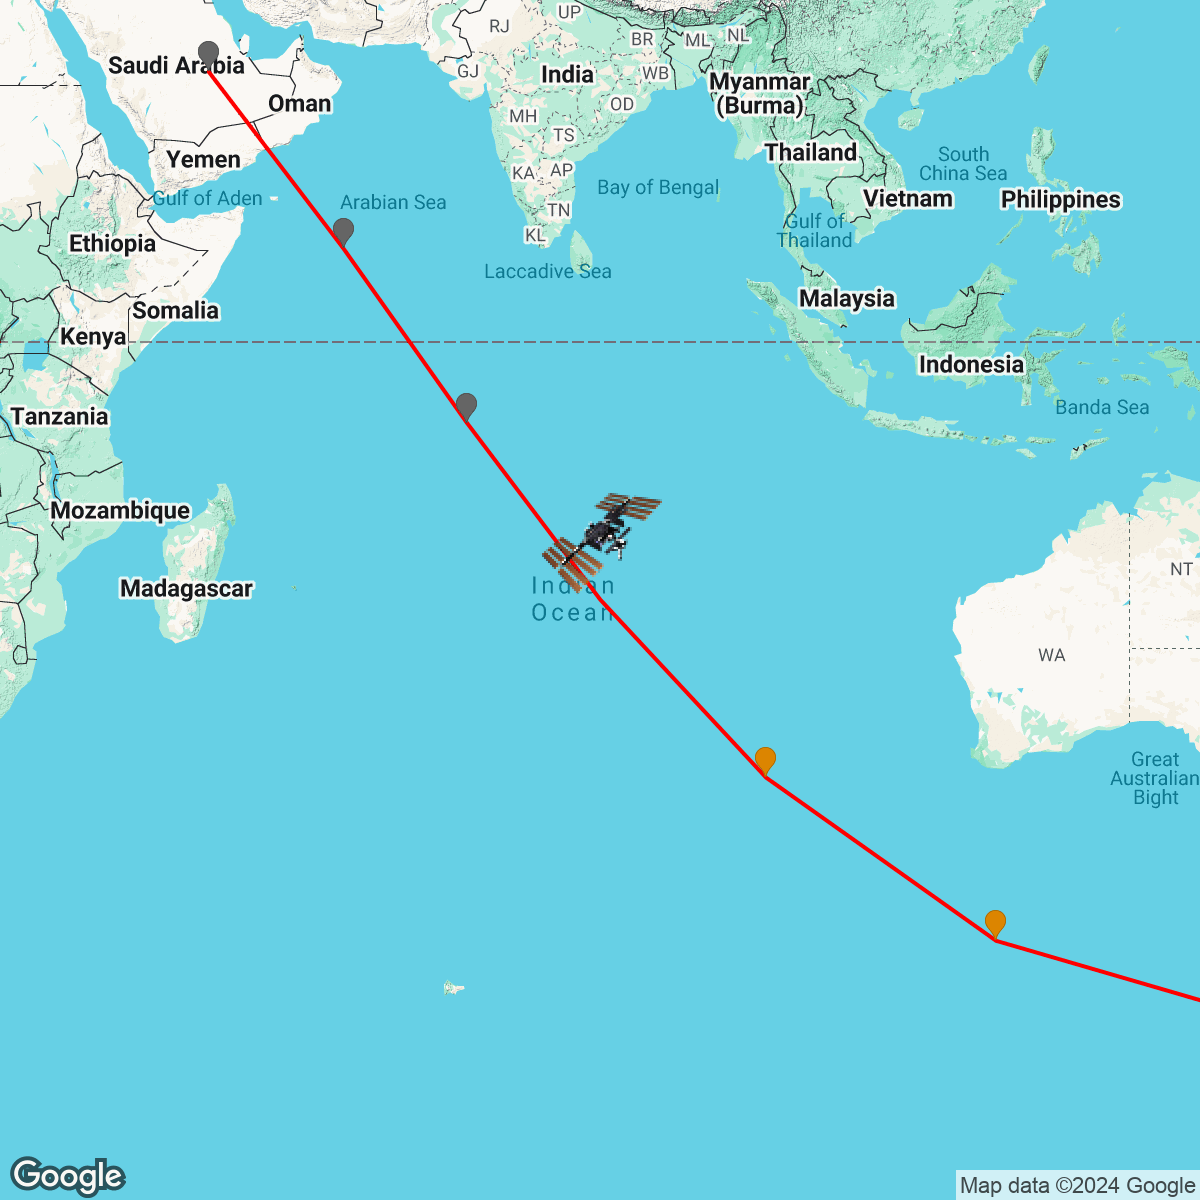 UP
RJ
BR
ML
NL
Saudi Arabia
GJ
India
WB
Myanmar
(Burma)
Oman
OD
MH
TS
Yemen
Thailand
South
China Sea
KA
AP
Bay of Bengal
Gulf of Aden
Arabian Sea
Vietnam
Philippines
TN
Gulf of
Thailand
KL
Ethiopia
Laccadive Sea
Malaysia
Somalia
Kenya
Indonesia
Tanzania
Banda Sea
Mozambique
NT
Madagascar
Indian
Ocean
WA
Great
Australian
Bight
Google
Map data ©2024 Google